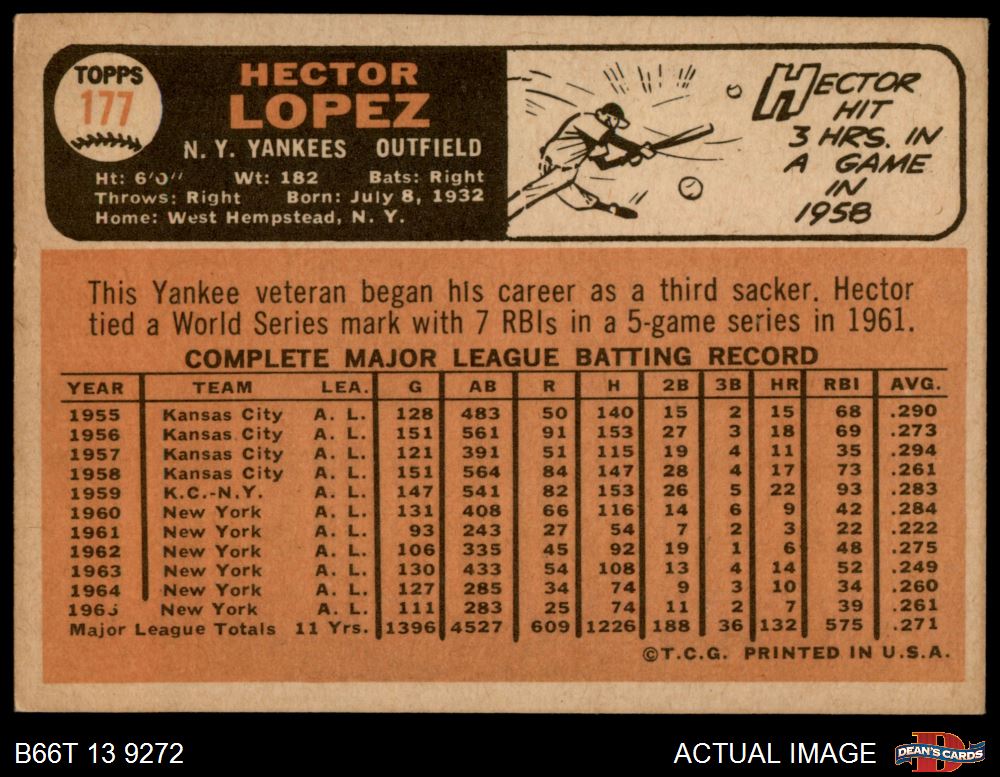 TOPPS
177
HECTOR
LOPEZ
N. Y. YANKEES OUTFIELD
Ht: 6'0" Wt: 182 Bats: Right
Throws: Right Born: July 8, 1932
Home: West Hempstead, N. Y.
HECTOR
HIT
3 HRS. IN
A GAME
IN
1958
This Yankee veteran began his career as a third sacker. Hector
tied a World Series mark with 7 RBIs in a 5-game series in 1961.
COMPLETE MAJOR LEAGUE BATTING RECORD
YEAR TEAM LEA. G AB R H 2B 3B HR RBI AVG.
1955 Kansas City A. L. 128 483 50 140 15 2 15 68 .290
1956 Kansas City A. L. 151 561 91 153 27 3 18 69 .273
1957 Kansas City A. L. 121 391 51 115 19 4 11 35 .294
1958 Kansas City A. L. 151 564 84 147 28 4 17 73 .261
1959 K.C.-N.Y. A. L. 147 541 82 153 26 5 22 93 .283
1960 New York A. L. 131 408 66 116 14 6 9 42 .284
1961 New York A. L. 93 243 27 54 7 2 3 22 .222
1962 New York A. L. 106 335 45 92 19 1 6 48 .275
1963 New York A. L. 130 433 54 108 13 4 14 52 .249
1964 New York A. L. 127 285 34 74 9 3 10 34 .260
1965 New York A. L. 111 283 25 74 11 2 7 39 .261
Major League Totals 11 Yrs. 1396 4527 609 1226 188 36 132 575 .271
©T.C.G. PRINTED IN U.S.A.
B66T 13 9272 ACTUAL IMAGE
D
DEAN'S CARDS